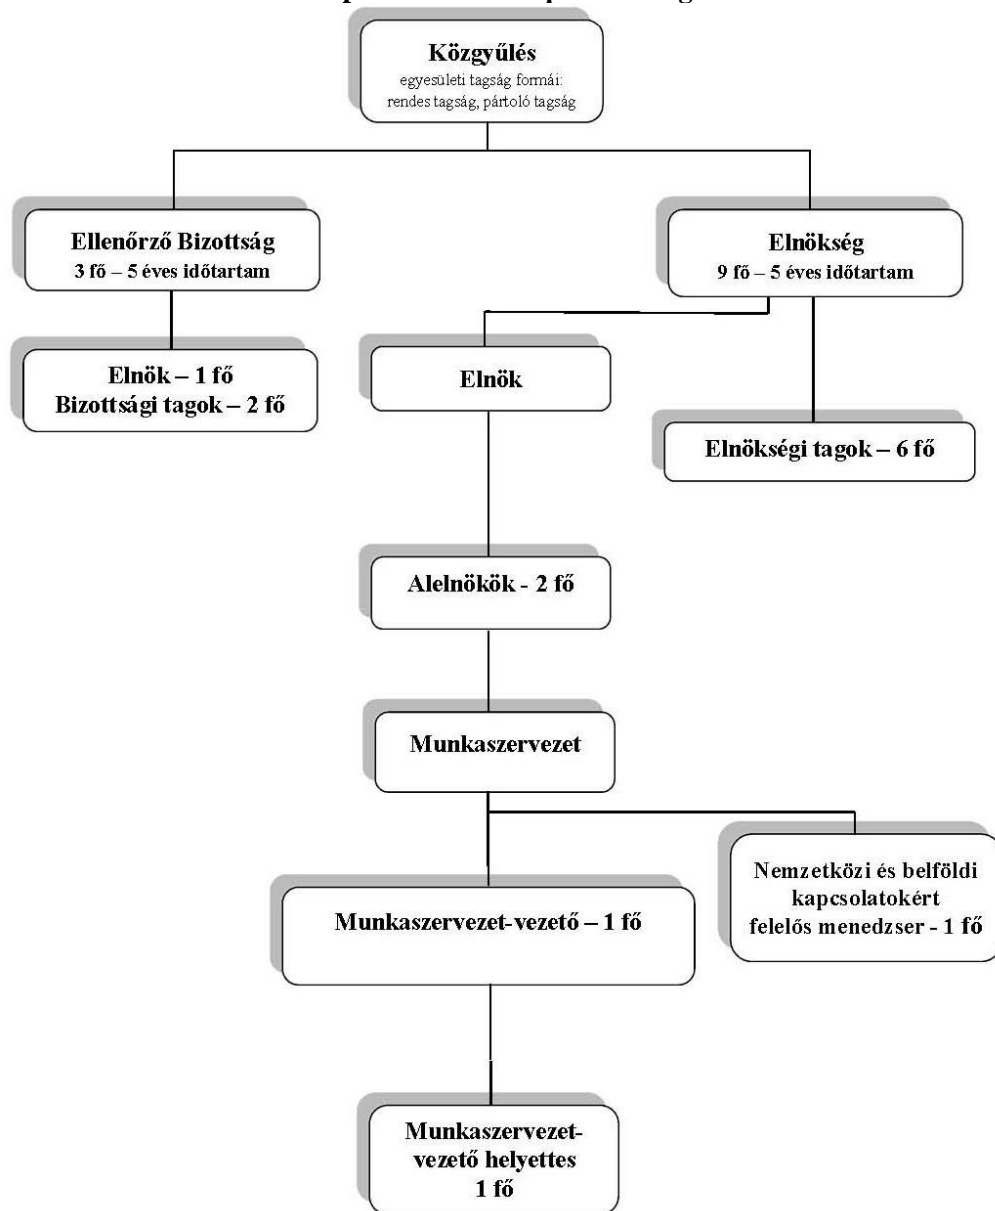 Közgyűlés
egyesületi tagság formái:
rendes tagság, pártoló tagság
Ellenőrző Bizottság
3 fő – 5 éves időtartam
Elnökség
9 fő – 5 éves időtartam
Elnök – 1 fő
Bizottsági tagok – 2 fő
Elnök
Elnökségi tagok – 6 fő
Alelnökök - 2 fő
Munkaszervezet
Nemzetközi és belföldi
kapcsolatokért
felelős menedzser - 1 fő
Munkaszervezet-vezető – 1 fő
Munkaszervezet-
vezető helyettes
1 fő